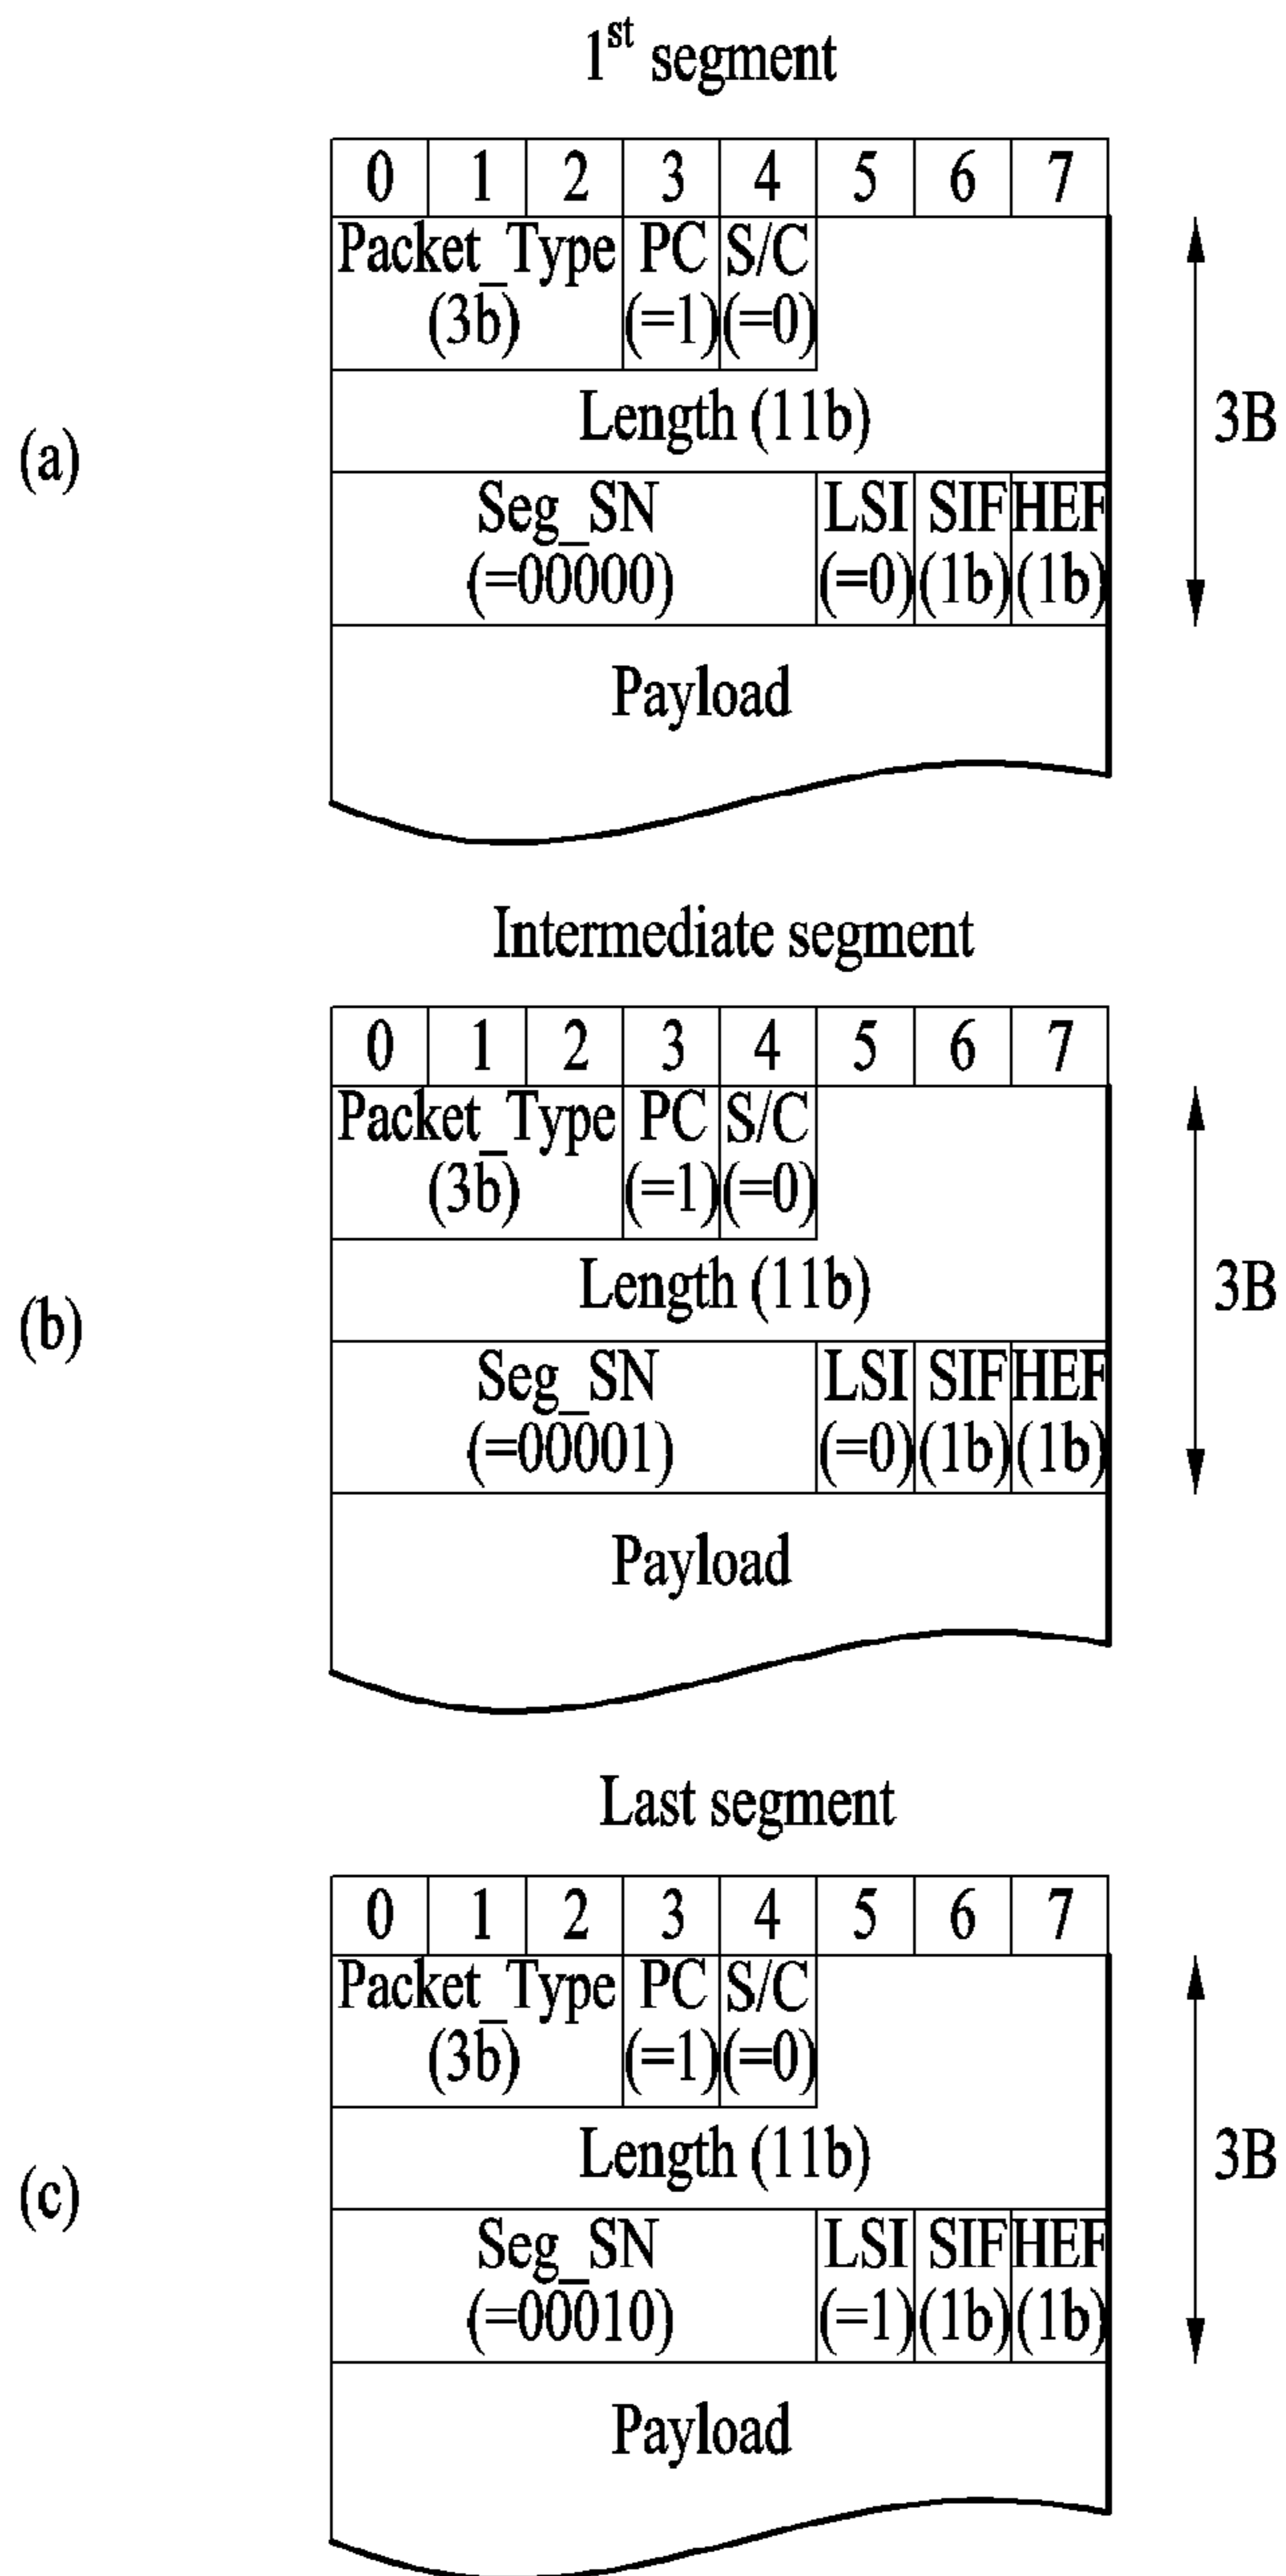 1st segment
0 1 2 3 4 5 6 7
Packet_Type PC S/C
(3b) (=1) (=0)
Length (11b)
3B
(a)
Seg_SN LSI SIF HEF
(=00000) (=0) (1b) (1b)
Payload
Intermediate segment
0 1 2 3 4 5 6 7
Packet_Type PC S/C
(3b) (=1) (=0)
Length (11b)
3B
(b)
Seg_SN LSI SIF HEF
(=00001) (=0) (1b) (1b)
Payload
Last segment
0 1 2 3 4 5 6 7
Packet_Type PC S/C
(3b) (=1) (=0)
Length (11b)
3B
(c)
Seg_SN LSI SIF HEF
(=00010) (=1) (1b) (1b)
Payload